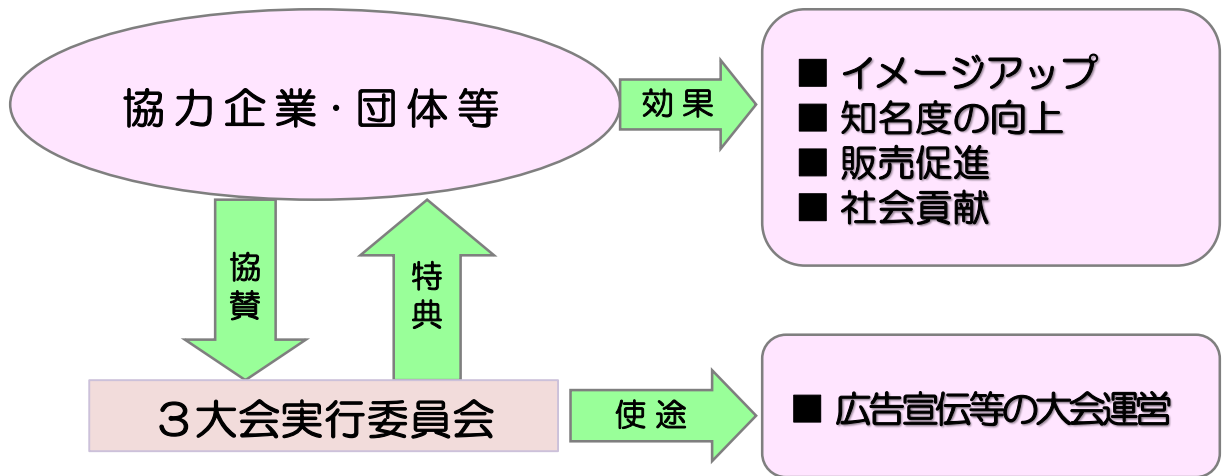 協力企業・団体等
効果
■ イメージアップ
■ 知名度の向上
■ 販売促進
■ 社会貢献
協賛
特典
３大会実行委員会
使途
■ 広告宣伝等の大会運営